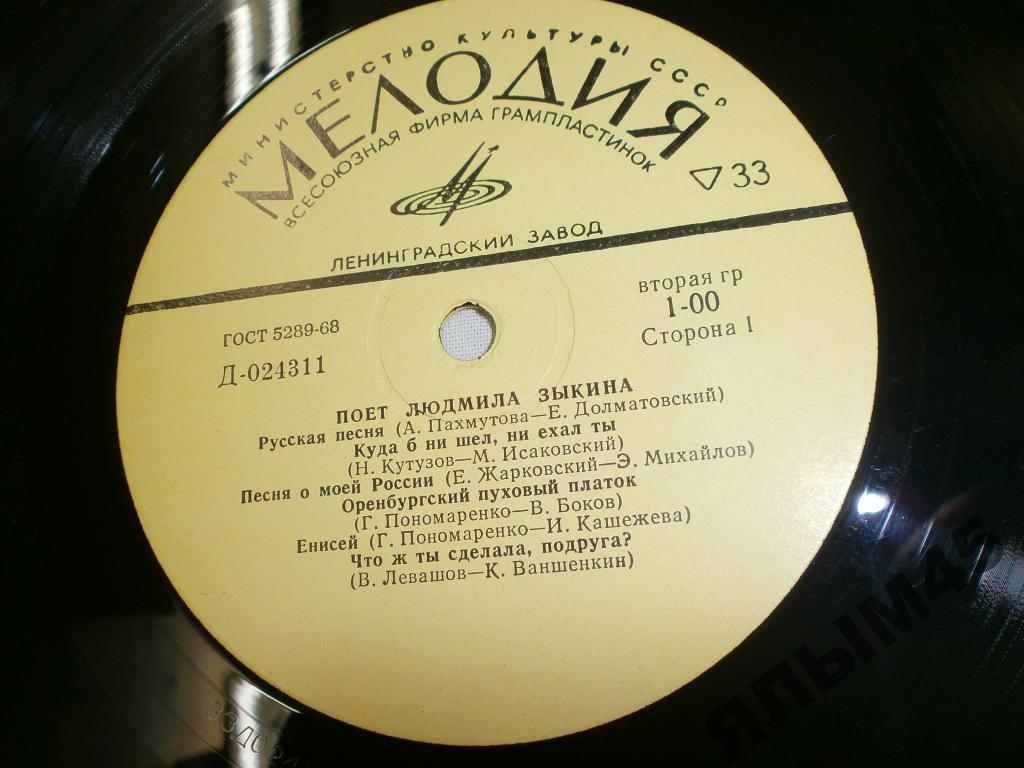 МИНИСТЕРСТВО КУЛЬТУРЫ СССР
МЕЛОДИЯ
ВСЕСОЮЗНАЯ ФИРМА ГРАМПЛАСТИНОК
33
ЛЕНИНГРАДСКИЙ ЗАВОД
ГОСТ 5289-68
Д-024311
вторая гр
1-00
Сторона 1
ПОЕТ ЛЮДМИЛА ЗЫКИНА
Русская песня (А. Пахмутова—Е. Долматовский)
Куда б ни шел, ни ехал ты
(Н. Кутузов—М. Исаковский)
Песня о моей России (Е. Жарковский—Э. Михайлов)
Оренбургский пуховый платок
(Г. Пономаренко—В. Боков)
Енисей (Г. Пономаренко—И. Кашежева)
Что ж ты сделала, подруга?
(В. Левашов—К. Ваншенкин)
ЯЛЫМ45